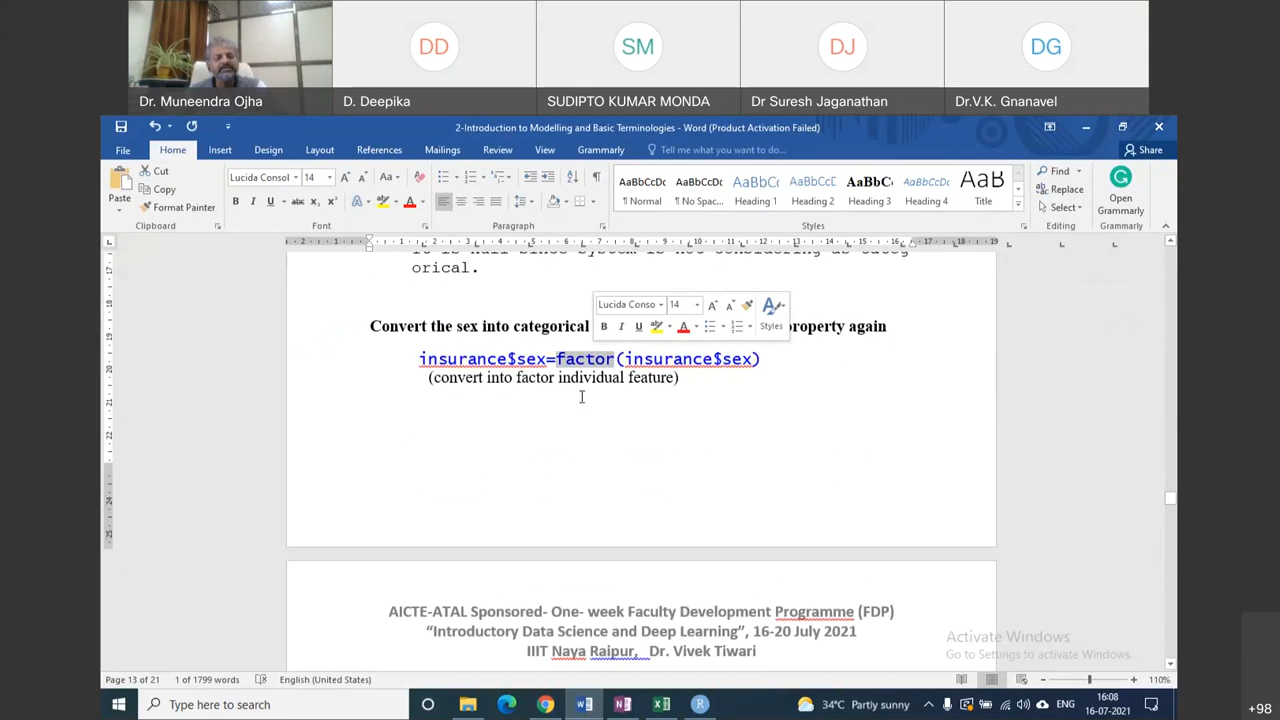 DD
SM
DJ
DG
Dr. Muneendra Ojha
D. Deepika
SUDIPTO KUMAR MONDA
Dr Suresh Jaganathan
Dr.V.K. Gnanavel
2-Introduction to Modelling and Basic Terminologies - Word (Product Activation Failed)
File Home Insert Design Layout References Mailings Review View Grammarly Tell me what you want to do... Share
Paste
Cut
Copy
Format Painter
Clipboard
Lucida Consol 14
Font
Paragraph
AaBbCcDc AaBbCcDc AaBbC AaBbCcC AaBbCc AaBbCcD AaB
¶ Normal ¶ No Spac... Heading 1 Heading 2 Heading 3 Heading 4 Title
Styles
Find
Replace
Select
Editing
Open
Grammarly
Grammarly
orical.
Lucida Conso 14
Styles
Convert the sex into categorical property again
insurance$sex=factor(insurance$sex)
(convert into factor individual feature)
AICTE-ATAL Sponsored- One- week Faculty Development Programme (FDP)
“Introductory Data Science and Deep Learning”, 16-20 July 2021
IIIT Naya Raipur, Dr. Vivek Tiwari
Activate Windows
Go to Settings to activate Windows.
Page 13 of 21 1 of 1799 words English (United States) 110%
Type here to search
34°C Partly sunny
ENG
16:08
16-07-2021
+98